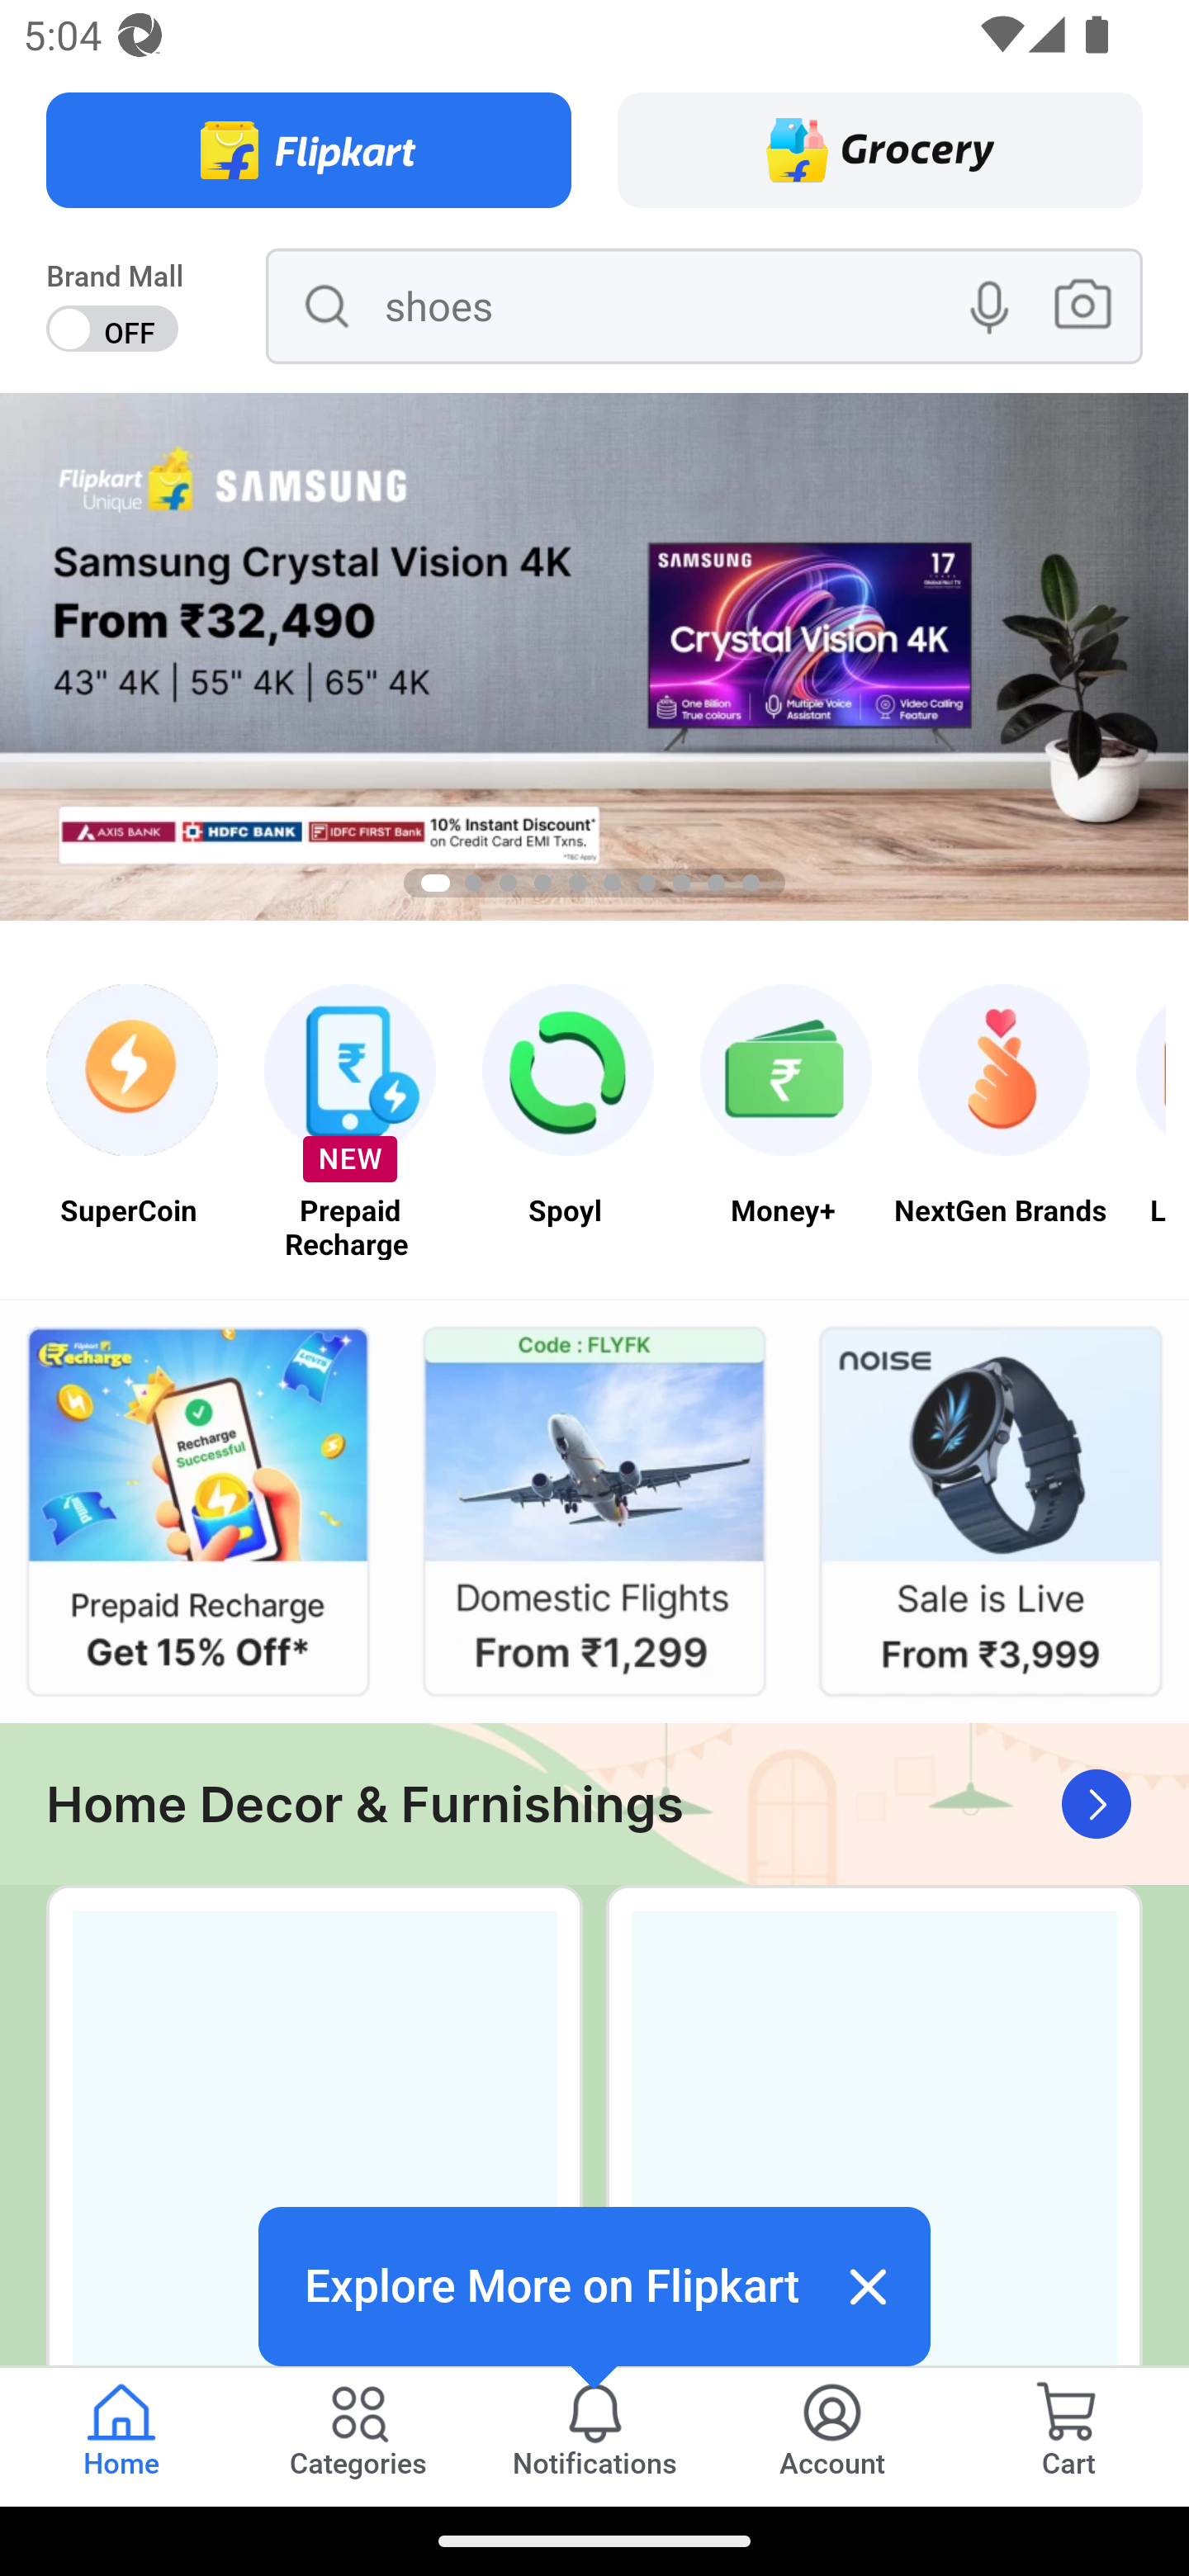 5:04
Flipkart
Grocery
Brand Mall
OFF
shoes
Flipkart
Unique
SAMSUNG
Samsung Crystal Vision 4K
From ₹32,490
43" 4K | 55" 4K | 65" 4K
SAMSUNG
17
Crystal Vision 4K
One Billion
True colours
Multiple Voice
Assistant
Video Calling
Feature
AXIS BANK
HDFC BANK
IDFC FIRST Bank
10% Instant Discount*
on Credit Card EMI Txns.
*T&C Apply
SuperCoin
NEW
Prepaid
Recharge
Spoyl
Money+
NextGen Brands
L
Flipkart
Recharge
Recharge
Successful
Prepaid Recharge
Get 15% Off*
Code : FLYFK
Domestic Flights
From ₹1,299
NOISE
Sale is Live
From ₹3,999
Home Decor & Furnishings
Explore More on Flipkart
Home
Categories
Notifications
Account
Cart